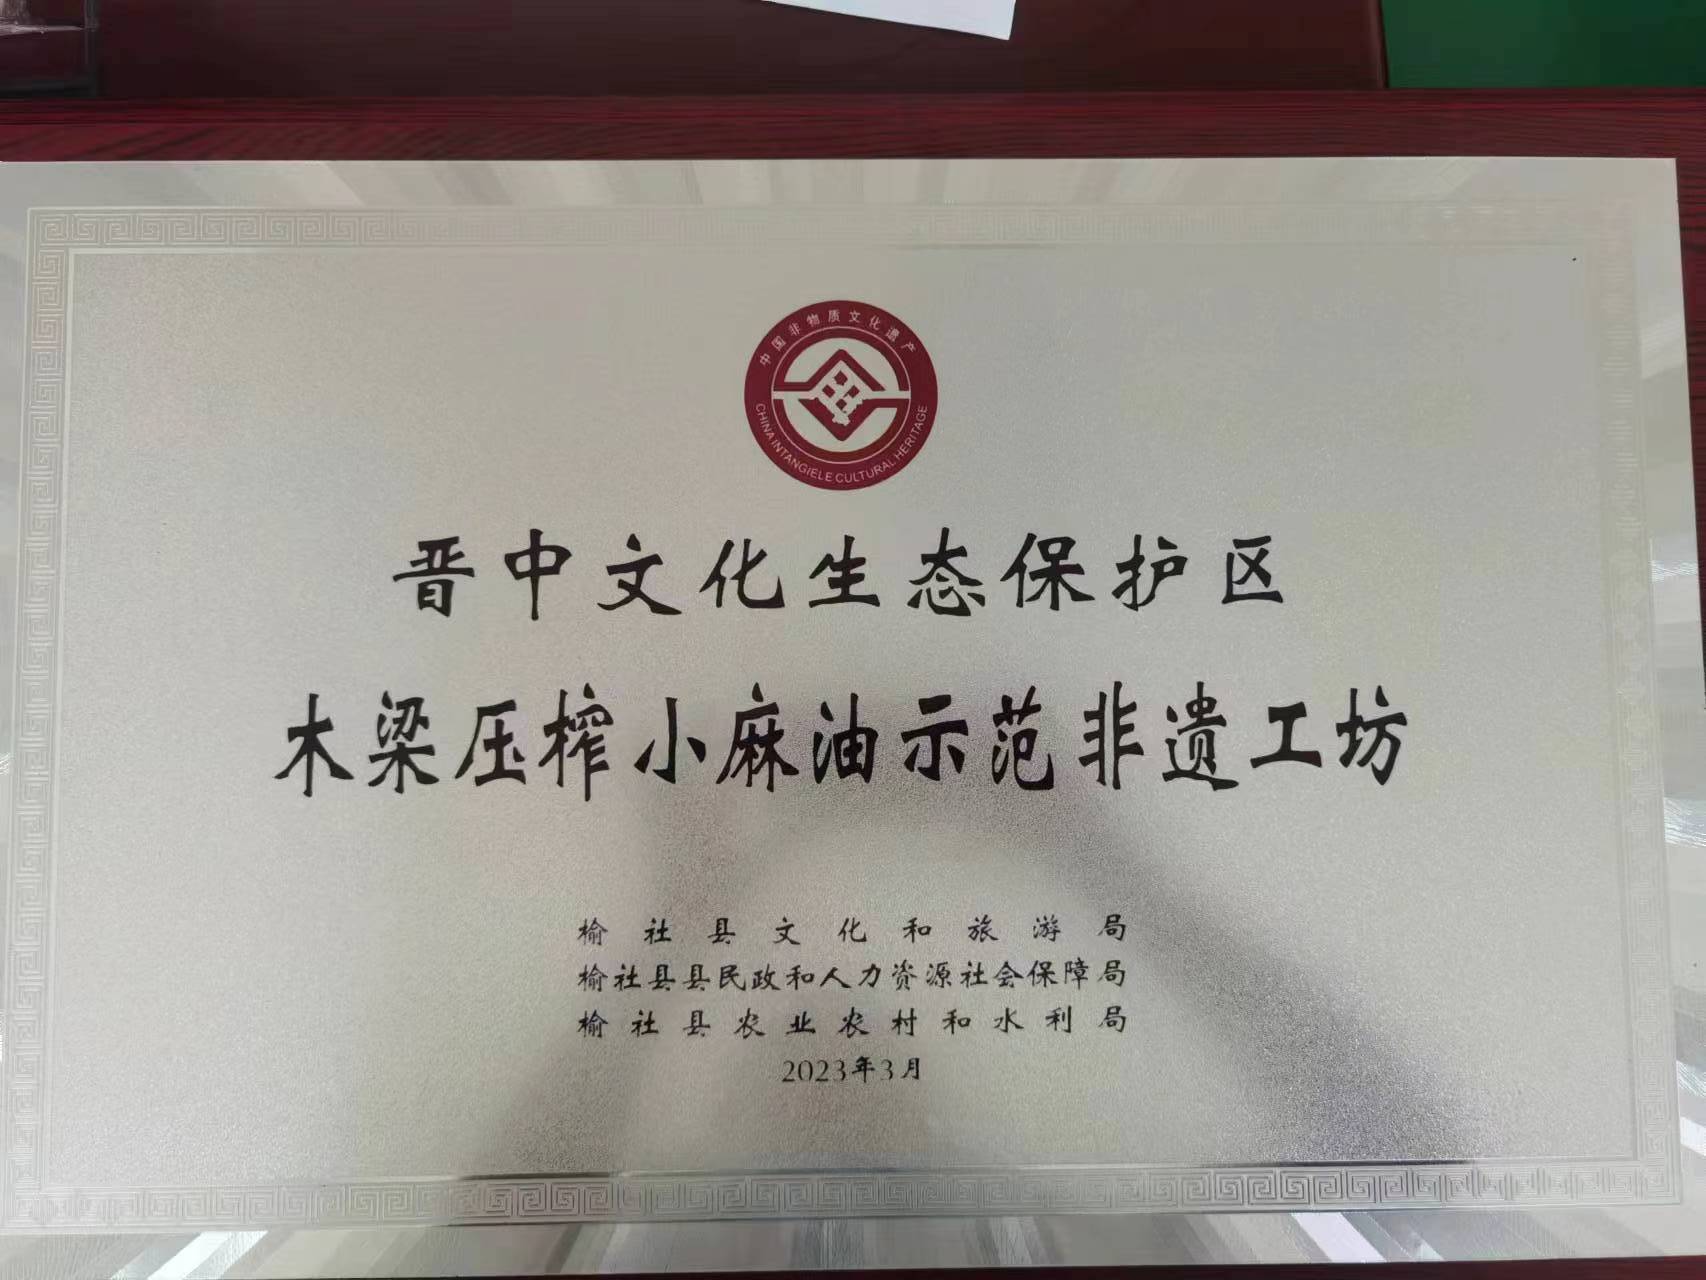 中国非物质文化遗产
CHINA INTANGIELE CULTURAL HERITAGE
晋中文化生态保护区
木梁压榨小麻油示范非遗工坊
榆社县文化和旅游局
榆社县县民政和人力资源社会保障局
榆社县农业农村和水利局
2023年3月